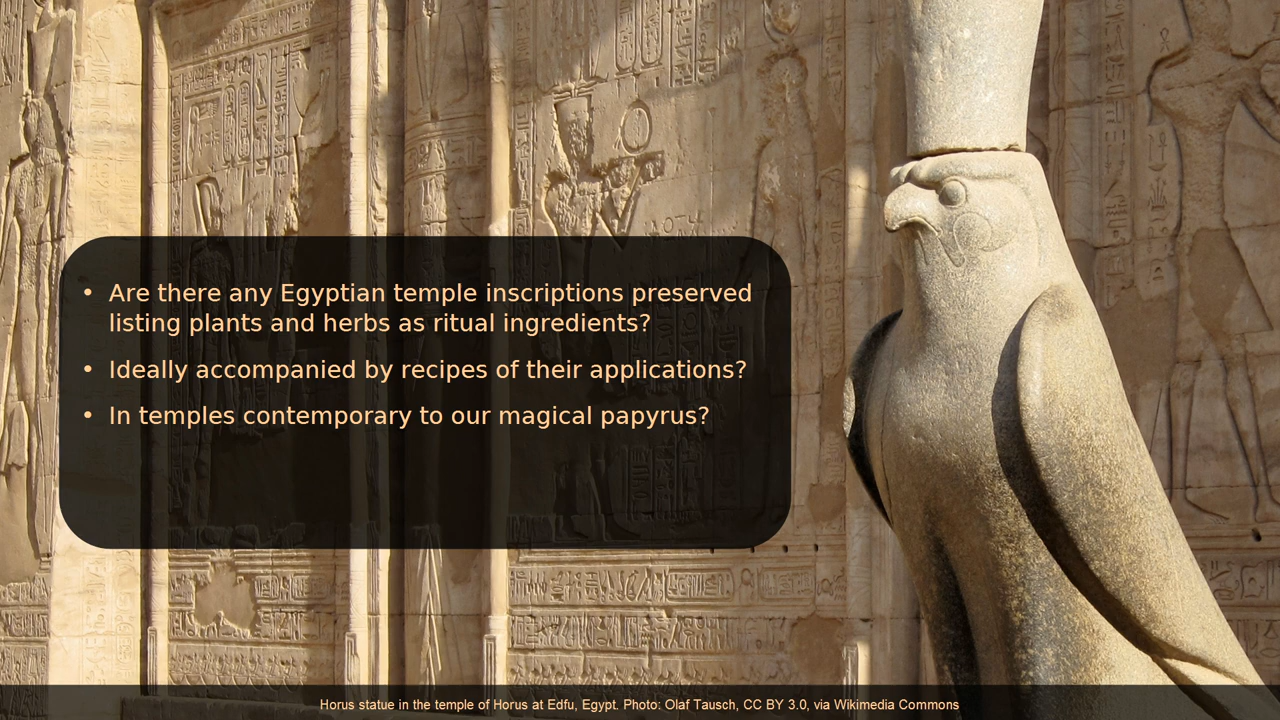 • Are there any Egyptian temple inscriptions preserved
listing plants and herbs as ritual ingredients?
• Ideally accompanied by recipes of their applications?
• In temples contemporary to our magical papyrus?
Horus statue in the temple of Horus at Edfu, Egypt. Photo: Olaf Tausch, CC BY 3.0, via Wikimedia Commons